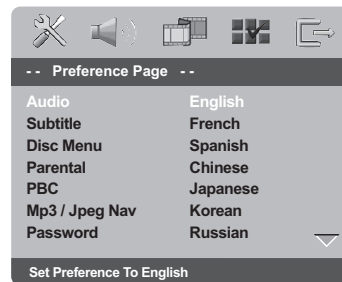 -- Preference Page --
Audio English
Subtitle French
Disc Menu Spanish
Parental Chinese
PBC Japanese
Mp3 / Jpeg Nav Korean
Password Russian
Set Preference To English